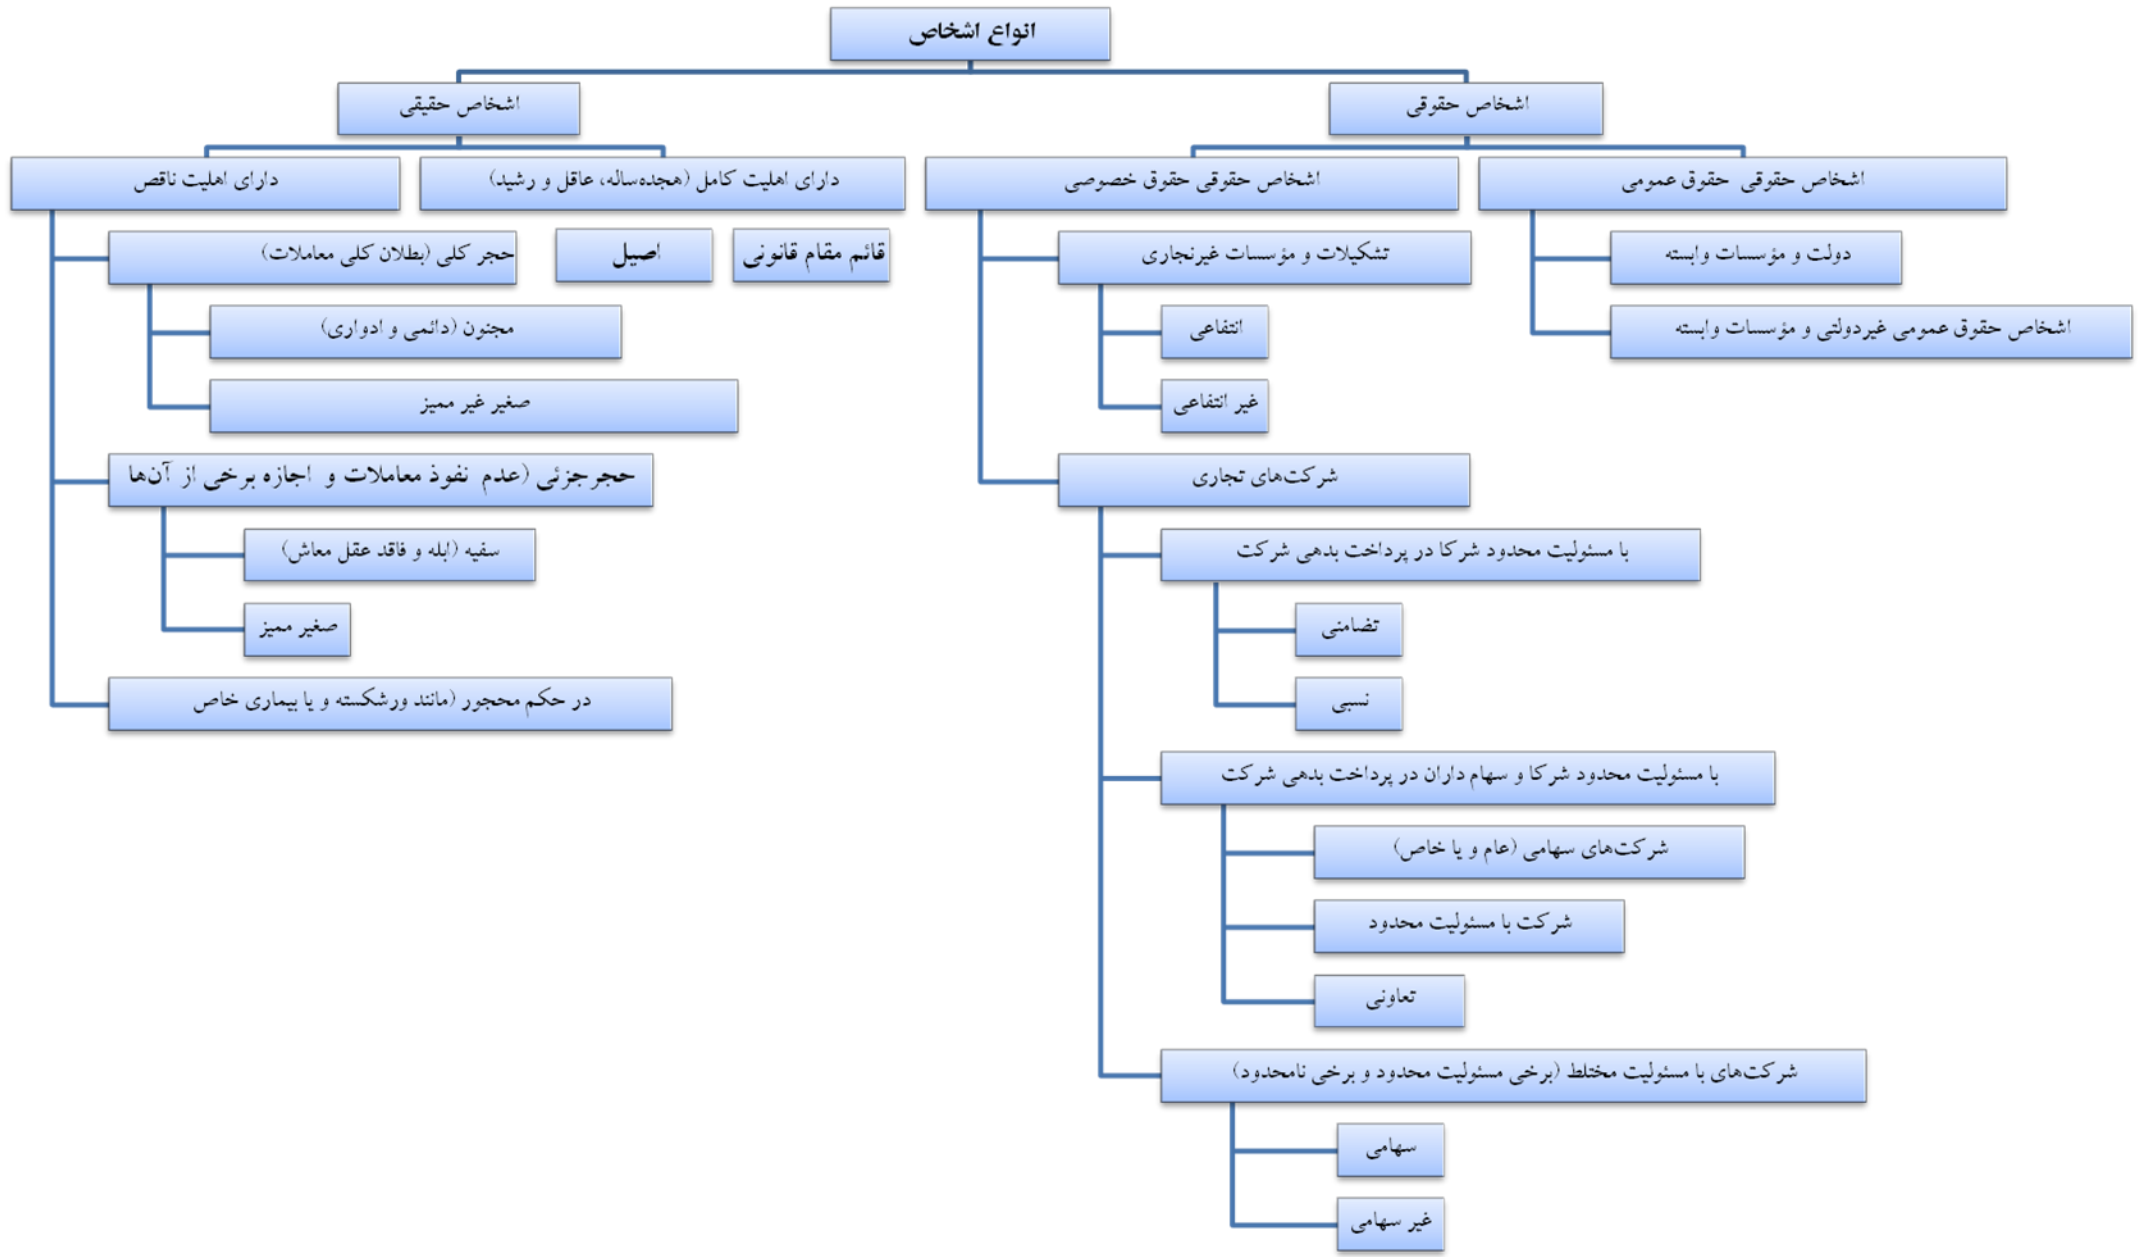 انواع اشخاص
اشخاص حقوقی
اشخاص حقیقی
اشخاص حقوقی حقوق عمومی
اشخاص حقوقی حقوق خصوصی
دارای اهلیت کامل (هجده‌ساله، عاقل و رشید)
دارای اهلیت ناقص
دولت و مؤسسات وابسته
اشخاص حقوق عمومی غیردولتی و مؤسسات وابسته
تشکیلات و مؤسسات غیرنجاری
انتفاعی
غیر انتفاعی
شرکت‌های تجاری
با مسئولیت محدود شرکا در پرداخت بدهی شرکت
تضامنی
نسبی
با مسئولیت محدود شرکا و سهام داران در پرداخت بدهی شرکت
شرکت‌های سهامی (عام و یا خاص)
شرکت با مسئولیت محدود
تعاونی
شرکت‌های با مسئولیت مختلط (برخی مسئولیت محدود و برخی نامحدود)
سهامی
غیر سهامی
قائم مقام قانونی
اصیل
حجر کلی (بطلان کلی معاملات)
مجنون (دائمی و ادواری)
صغیر غیر ممیز
حجرجزئی (عدم نفوذ معاملات و اجازه برخی از آن‌ها
سفیه (ابله و فاقد عقل معاش)
صغیر ممیز
در حکم محجور (مانند ورشکسته و یا بیماری خاص